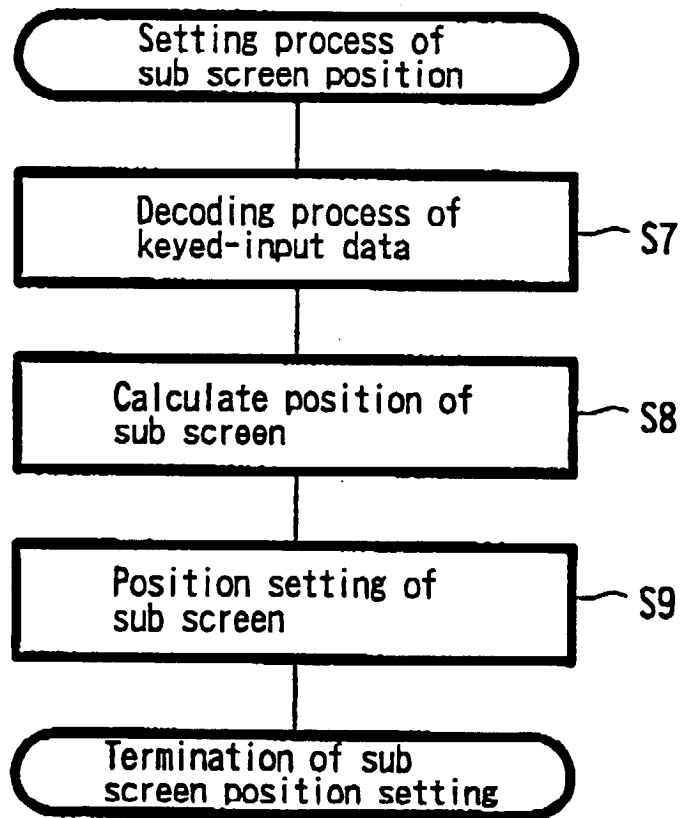 Setting process of
sub screen position
Decoding process of
keyed-input data
S7
Calculate position of
sub screen
S8
Position setting of
sub screen
S9
Termination of sub
screen position setting